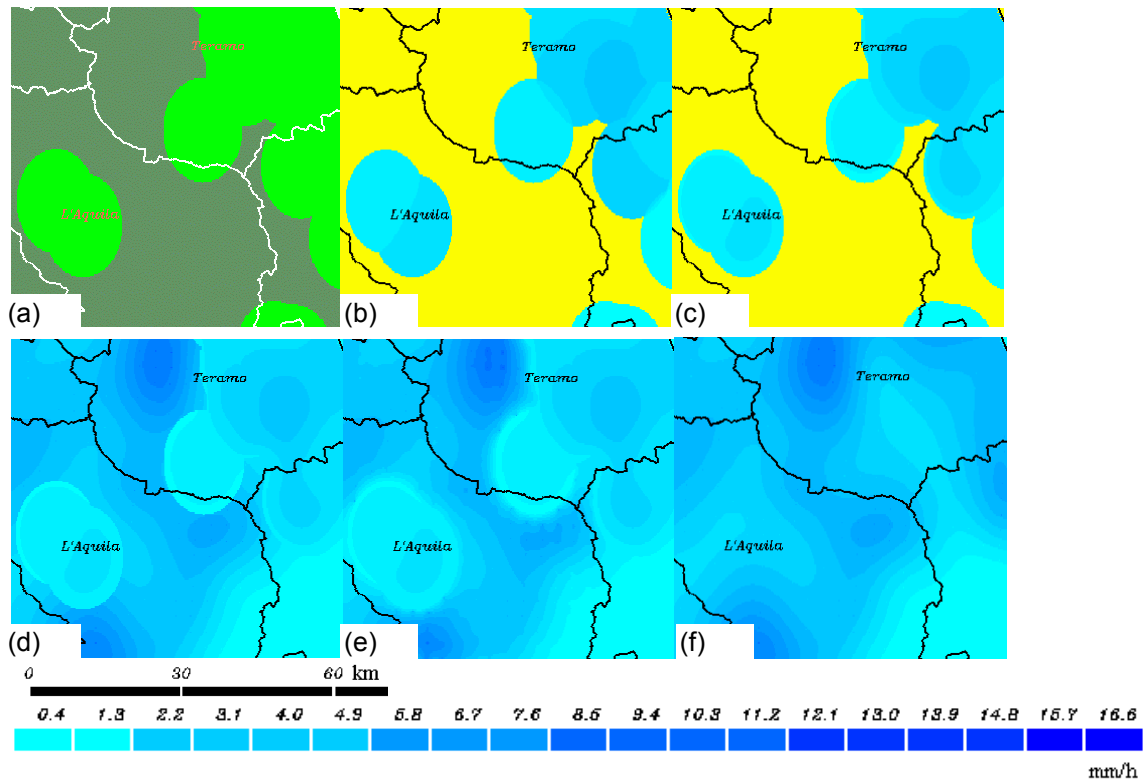 Teramo Teramo Teramo
L'Aquila L'Aquila L'Aquila
(a) (b) (c)
Teramo Teramo Teramo
L'Aquila L'Aquila L'Aquila
(d) (e) (f)
0 30 60 km
0.4 1.3 2.2 3.1 4.0 4.9 5.8 6.7 7.6 8.5 9.4 10.3 11.2 12.1 13.0 13.9 14.8 15.7 16.6
mm/h